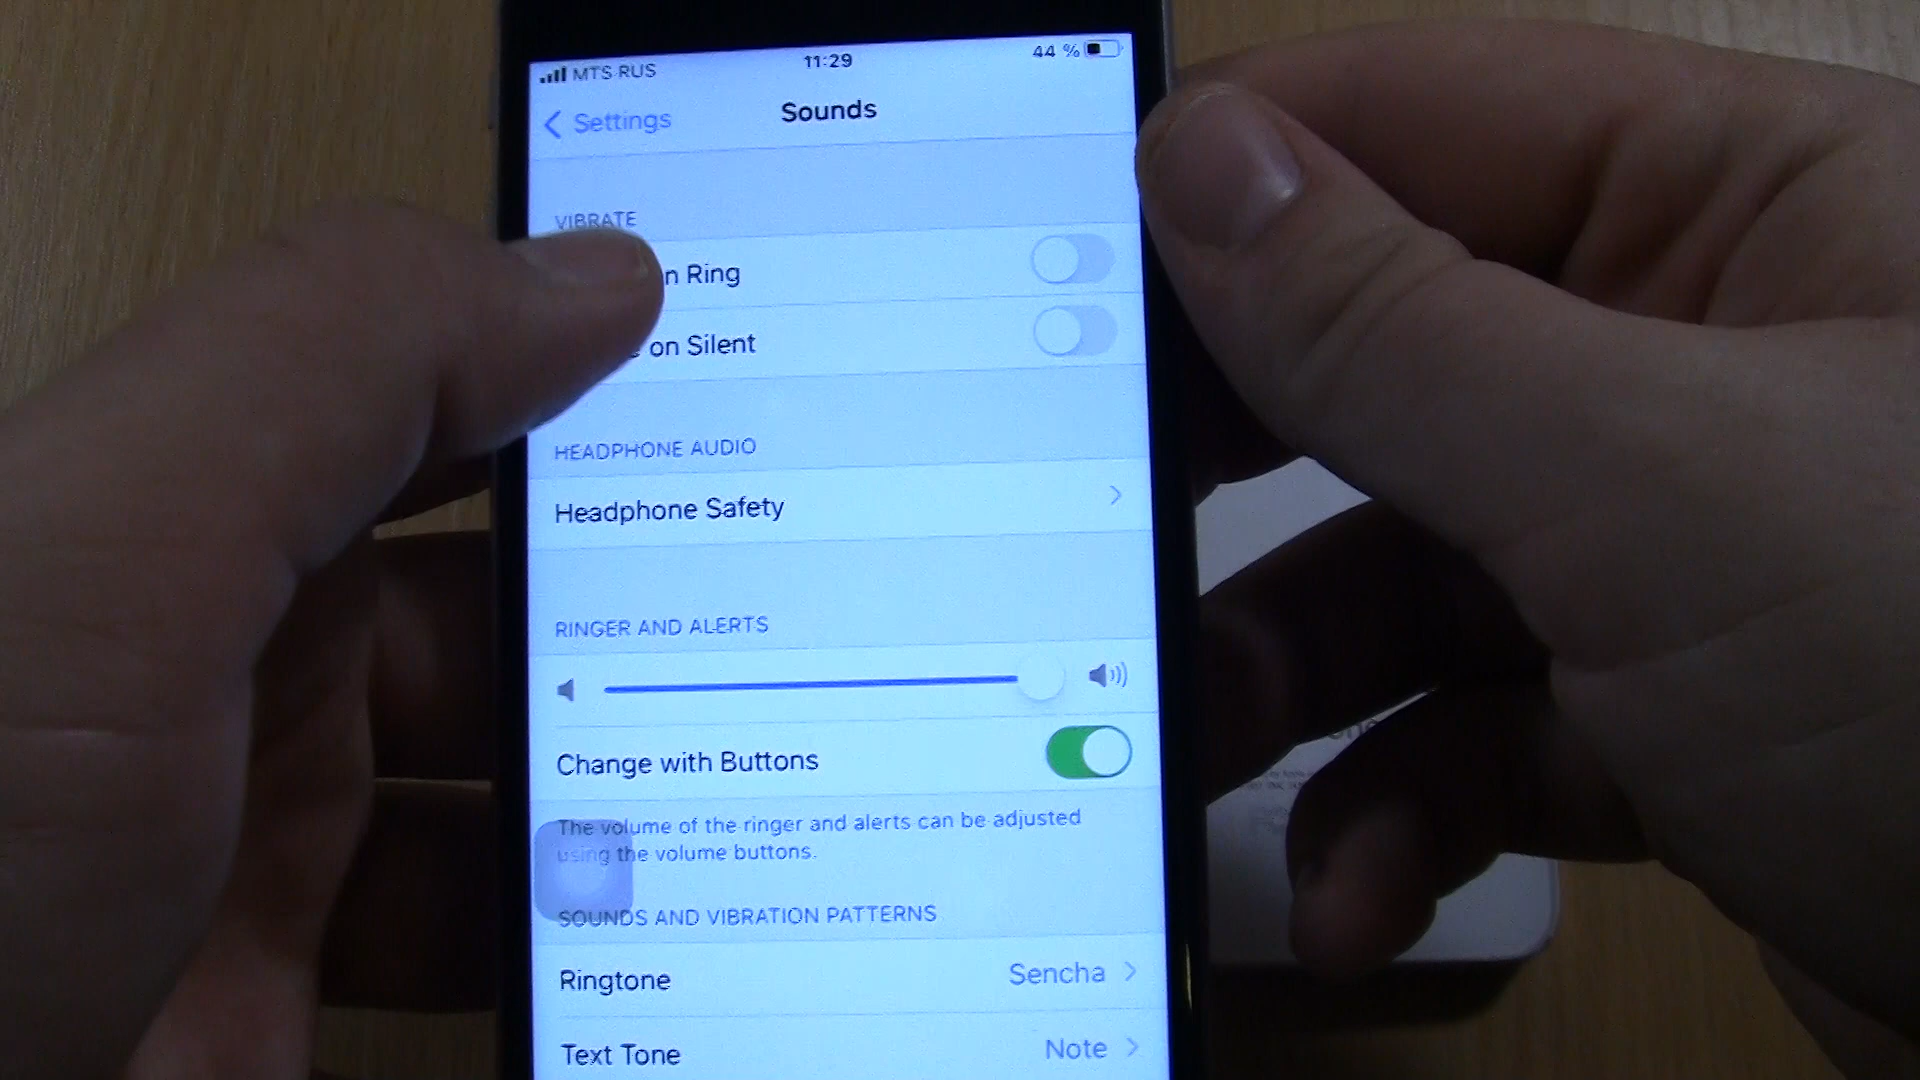 MTS RUS 11:29 44 %
Settings Sounds
VIBRATE
n Ring
on Silent
HEADPHONE AUDIO
Headphone Safety
RINGER AND ALERTS
Change with Buttons
The volume of the ringer and alerts can be adjusted
using the volume buttons.
SOUNDS AND VIBRATION PATTERNS
Ringtone Sencha
Text Tone Note